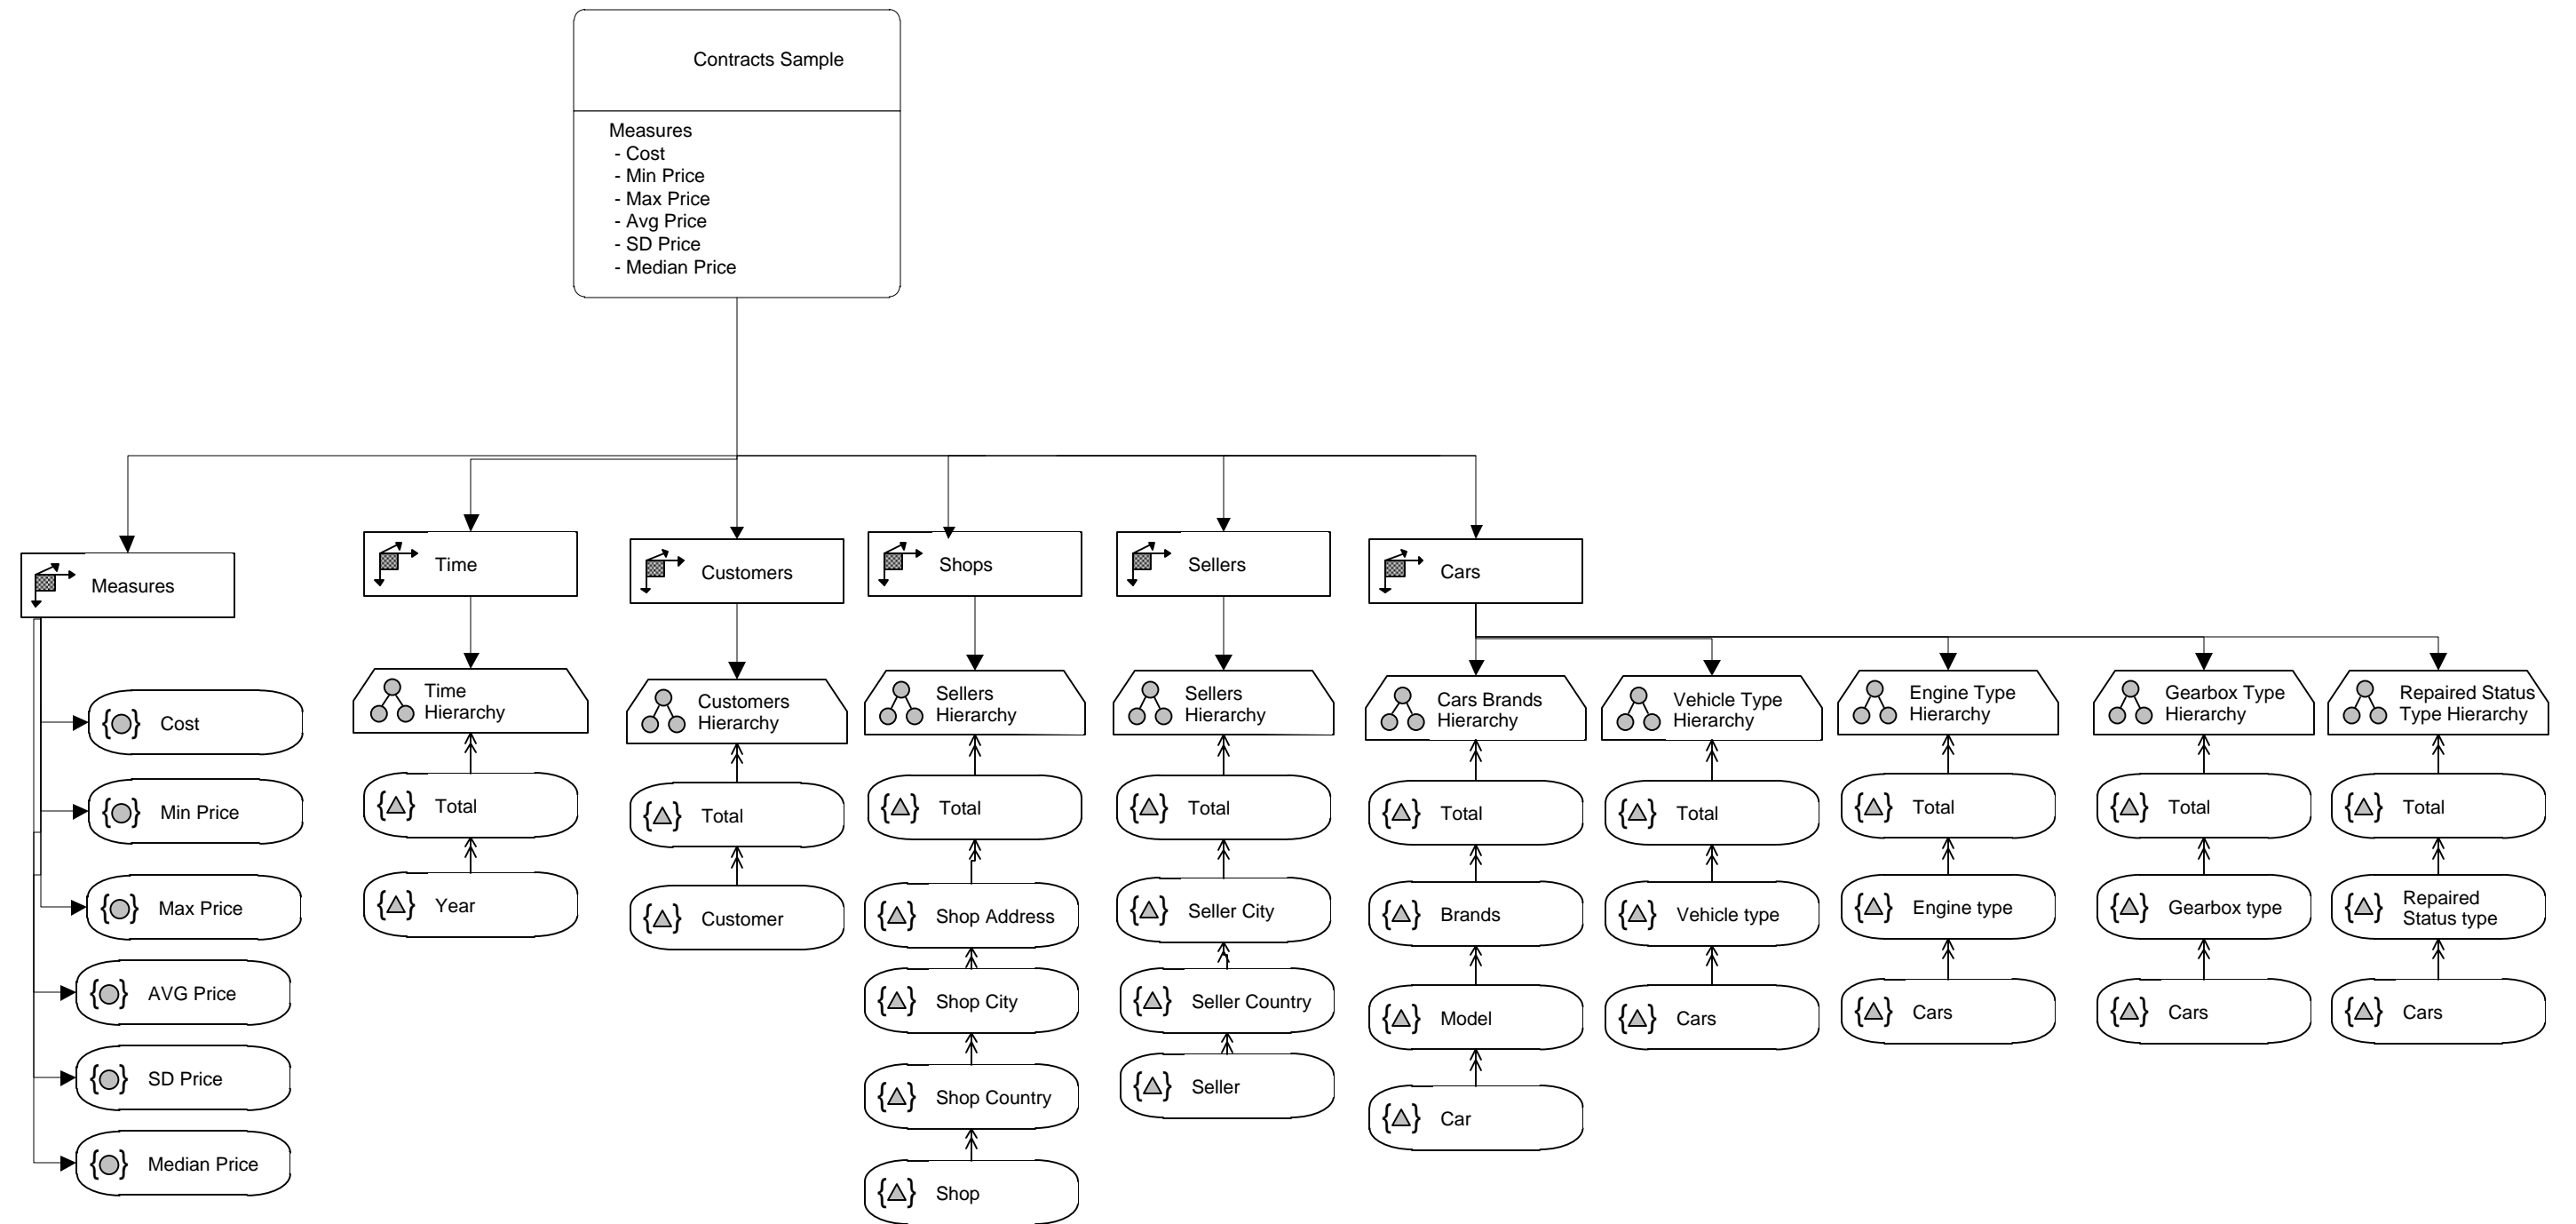 Contracts Sample
Measures
- Cost
- Min Price
- Max Price
- Avg Price
- SD Price
- Median Price
Measures
Time
Customers
Shops
Sellers
Cars
Cost
Min Price
Max Price
AVG Price
SD Price
Median Price
Time
Hierarchy
Total
Year
Customers
Hierarchy
Total
Customer
Sellers
Hierarchy
Total
Shop Address
Shop City
Shop Country
Shop
Sellers
Hierarchy
Total
Seller City
Seller Country
Seller
Cars Brands
Hierarchy
Total
Brands
Model
Car
Vehicle Type
Hierarchy
Total
Vehicle type
Cars
Engine Type
Hierarchy
Total
Engine type
Cars
Gearbox Type
Hierarchy
Total
Gearbox type
Cars
Repaired Status
Type Hierarchy
Total
Repaired
Status type
Cars